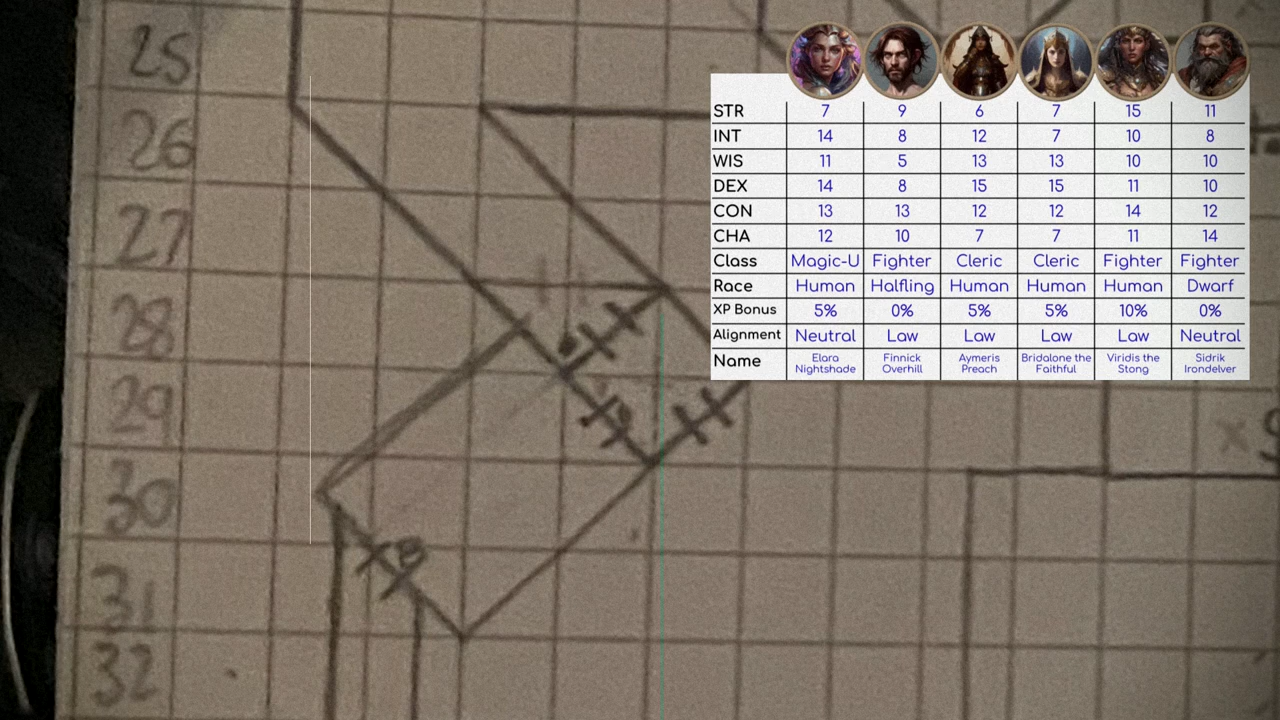 25
26
27
28
29
30
31
32
B
STR 7 9 6 7 15 11
INT 14 8 12 7 10 8
WIS 11 5 13 13 10 10
DEX 14 8 15 15 11 10
CON 13 13 12 12 14 12
CHA 12 10 7 7 11 14
Class Magic-U Fighter Cleric Cleric Fighter Fighter
Race Human Halfling Human Human Human Dwarf
XP Bonus 5% 0% 5% 5% 10% 0%
Alignment Neutral Law Law Law Law Neutral
Name Elara Nightshade Finnick Overhill Aymeris Preach Bridalone the Faithful Viridis the Stong Sidrik Irondelver